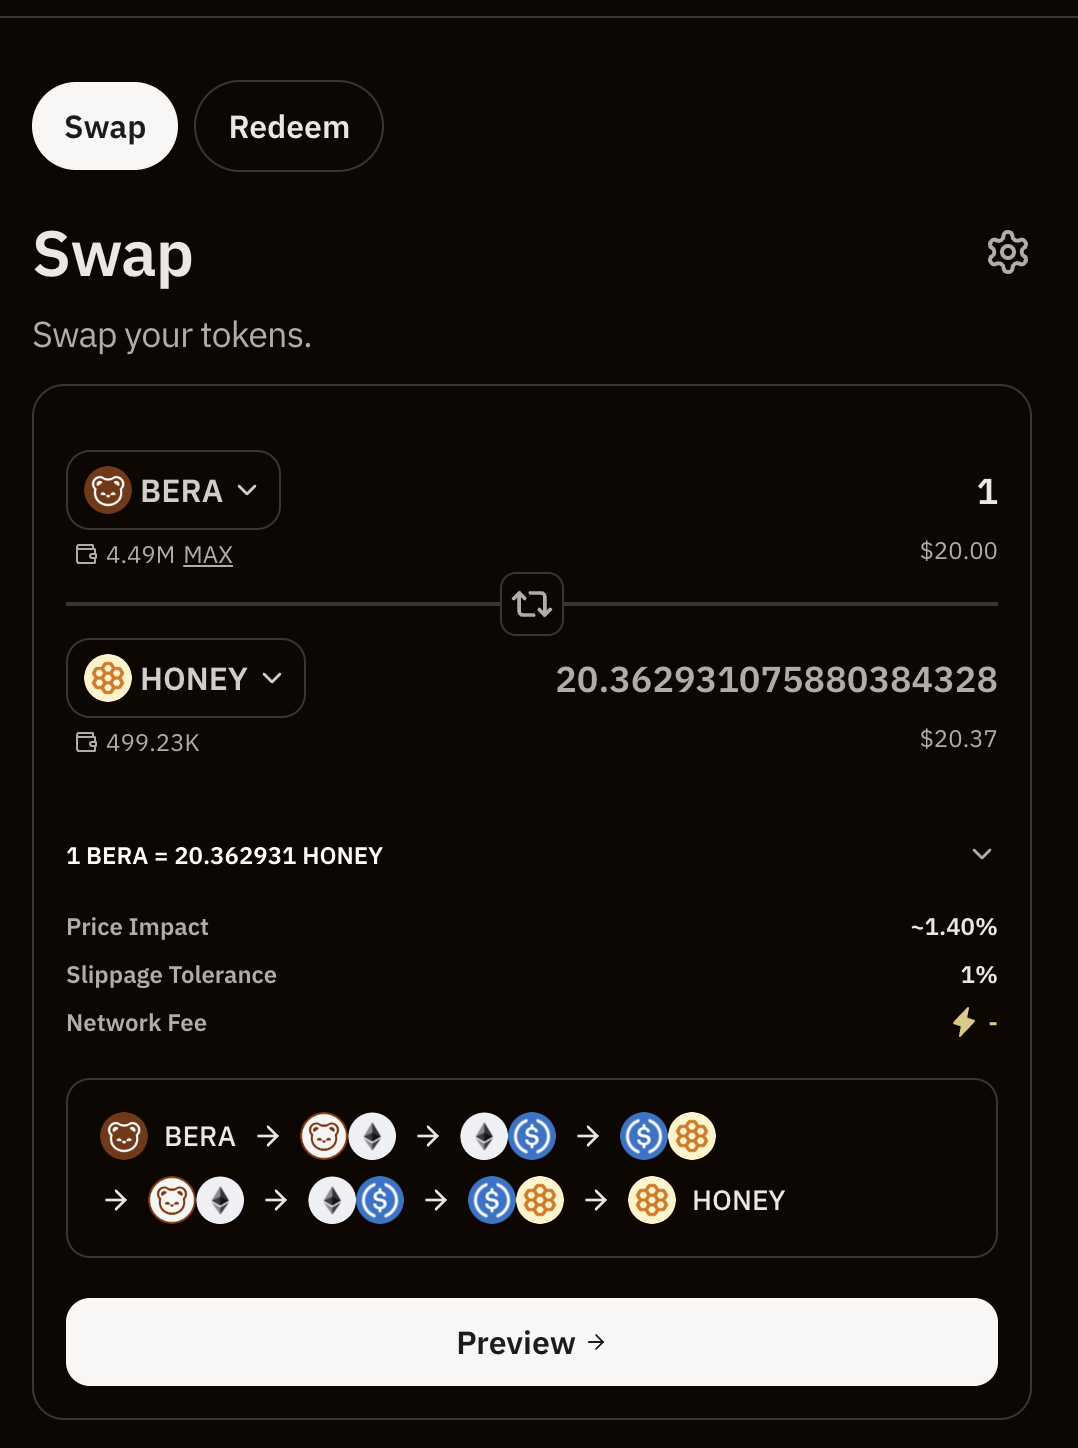 Swap Redeem
Swap
Swap your tokens.
BERA 1
4.49M MAX $20.00
HONEY 20.362931075880384328
499.23K $20.37
1 BERA = 20.362931 HONEY
Price Impact ~1.40%
Slippage Tolerance 1%
Network Fee -
BERA → → →
→ → → → HONEY
Preview →